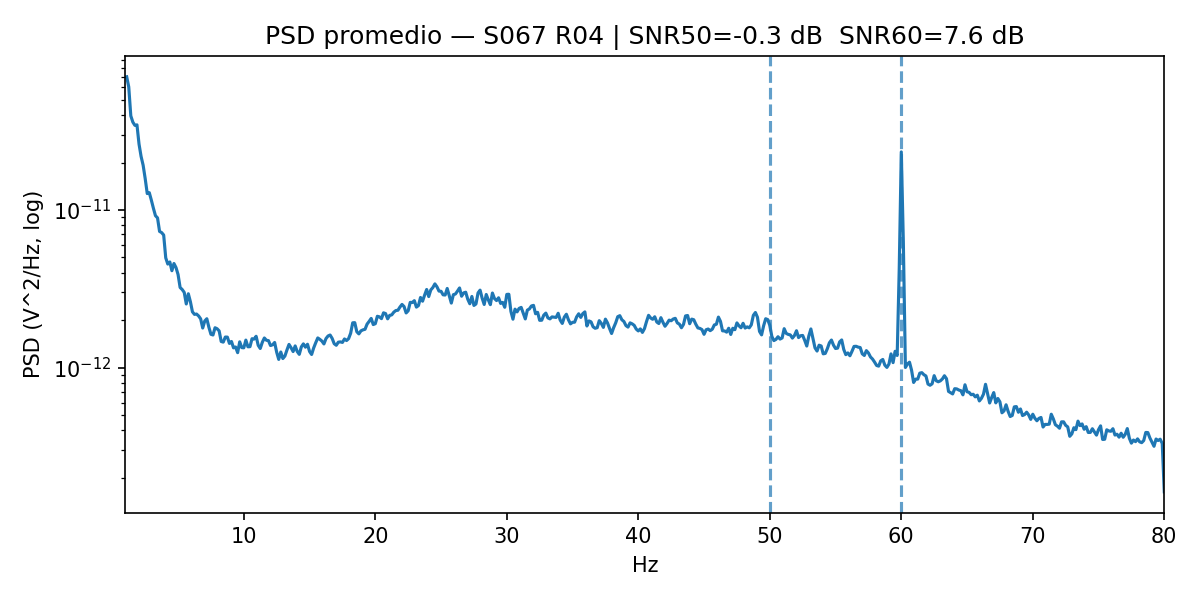 PSD promedio — S067 R04 | SNR50=-0.3 dB  SNR60=7.6 dB
PSD (V^2/Hz, log)
10⁻¹¹
10⁻¹²
10 20 30 40 50 60 70 80
Hz